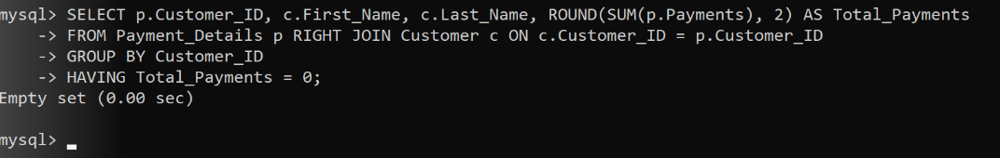 mysql> SELECT p.Customer_ID, c.First_Name, c.Last_Name, ROUND(SUM(p.Payments), 2) AS Total_Payments
    -> FROM Payment_Details p RIGHT JOIN Customer c ON c.Customer_ID = p.Customer_ID
    -> GROUP BY Customer_ID
    -> HAVING Total_Payments = 0;
Empty set (0.00 sec)
mysql>